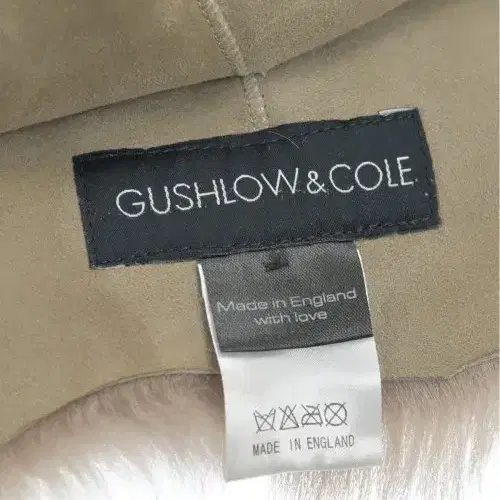 GUSHLOW & COLE
Made in England
with love
MADE IN ENGLAND